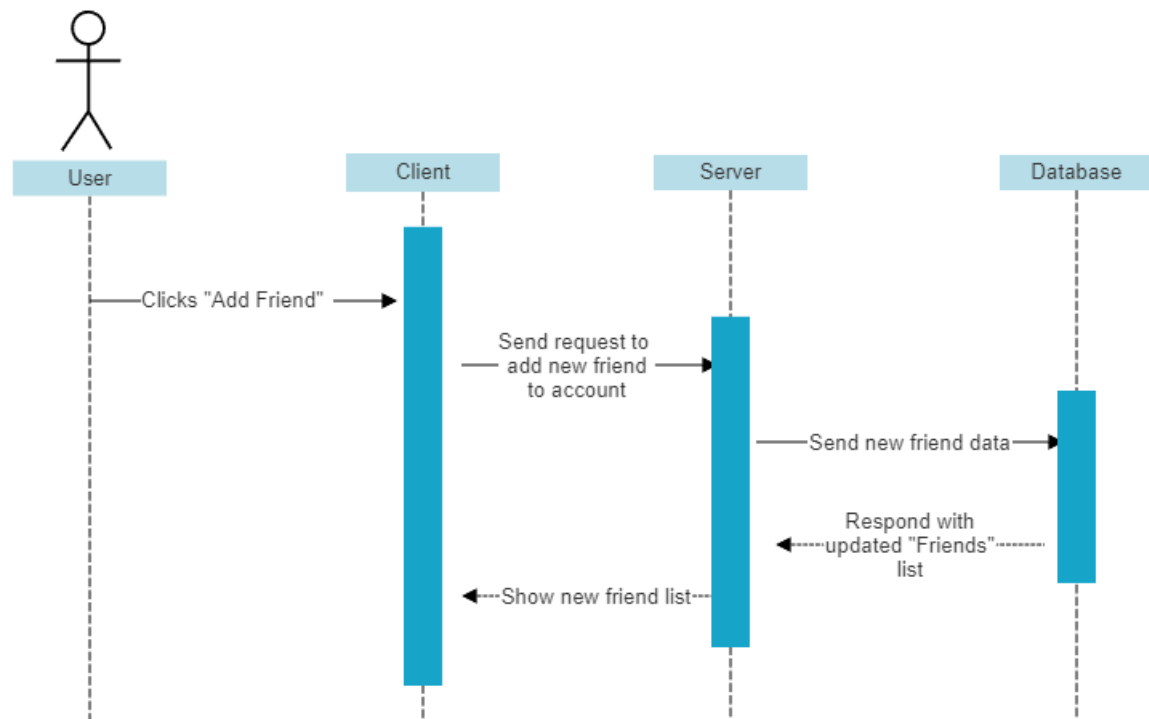 User
Client
Server
Database
Clicks "Add Friend"
Send request to
add new friend
to account
Send new friend data
Respond with
updated "Friends"
list
Show new friend list